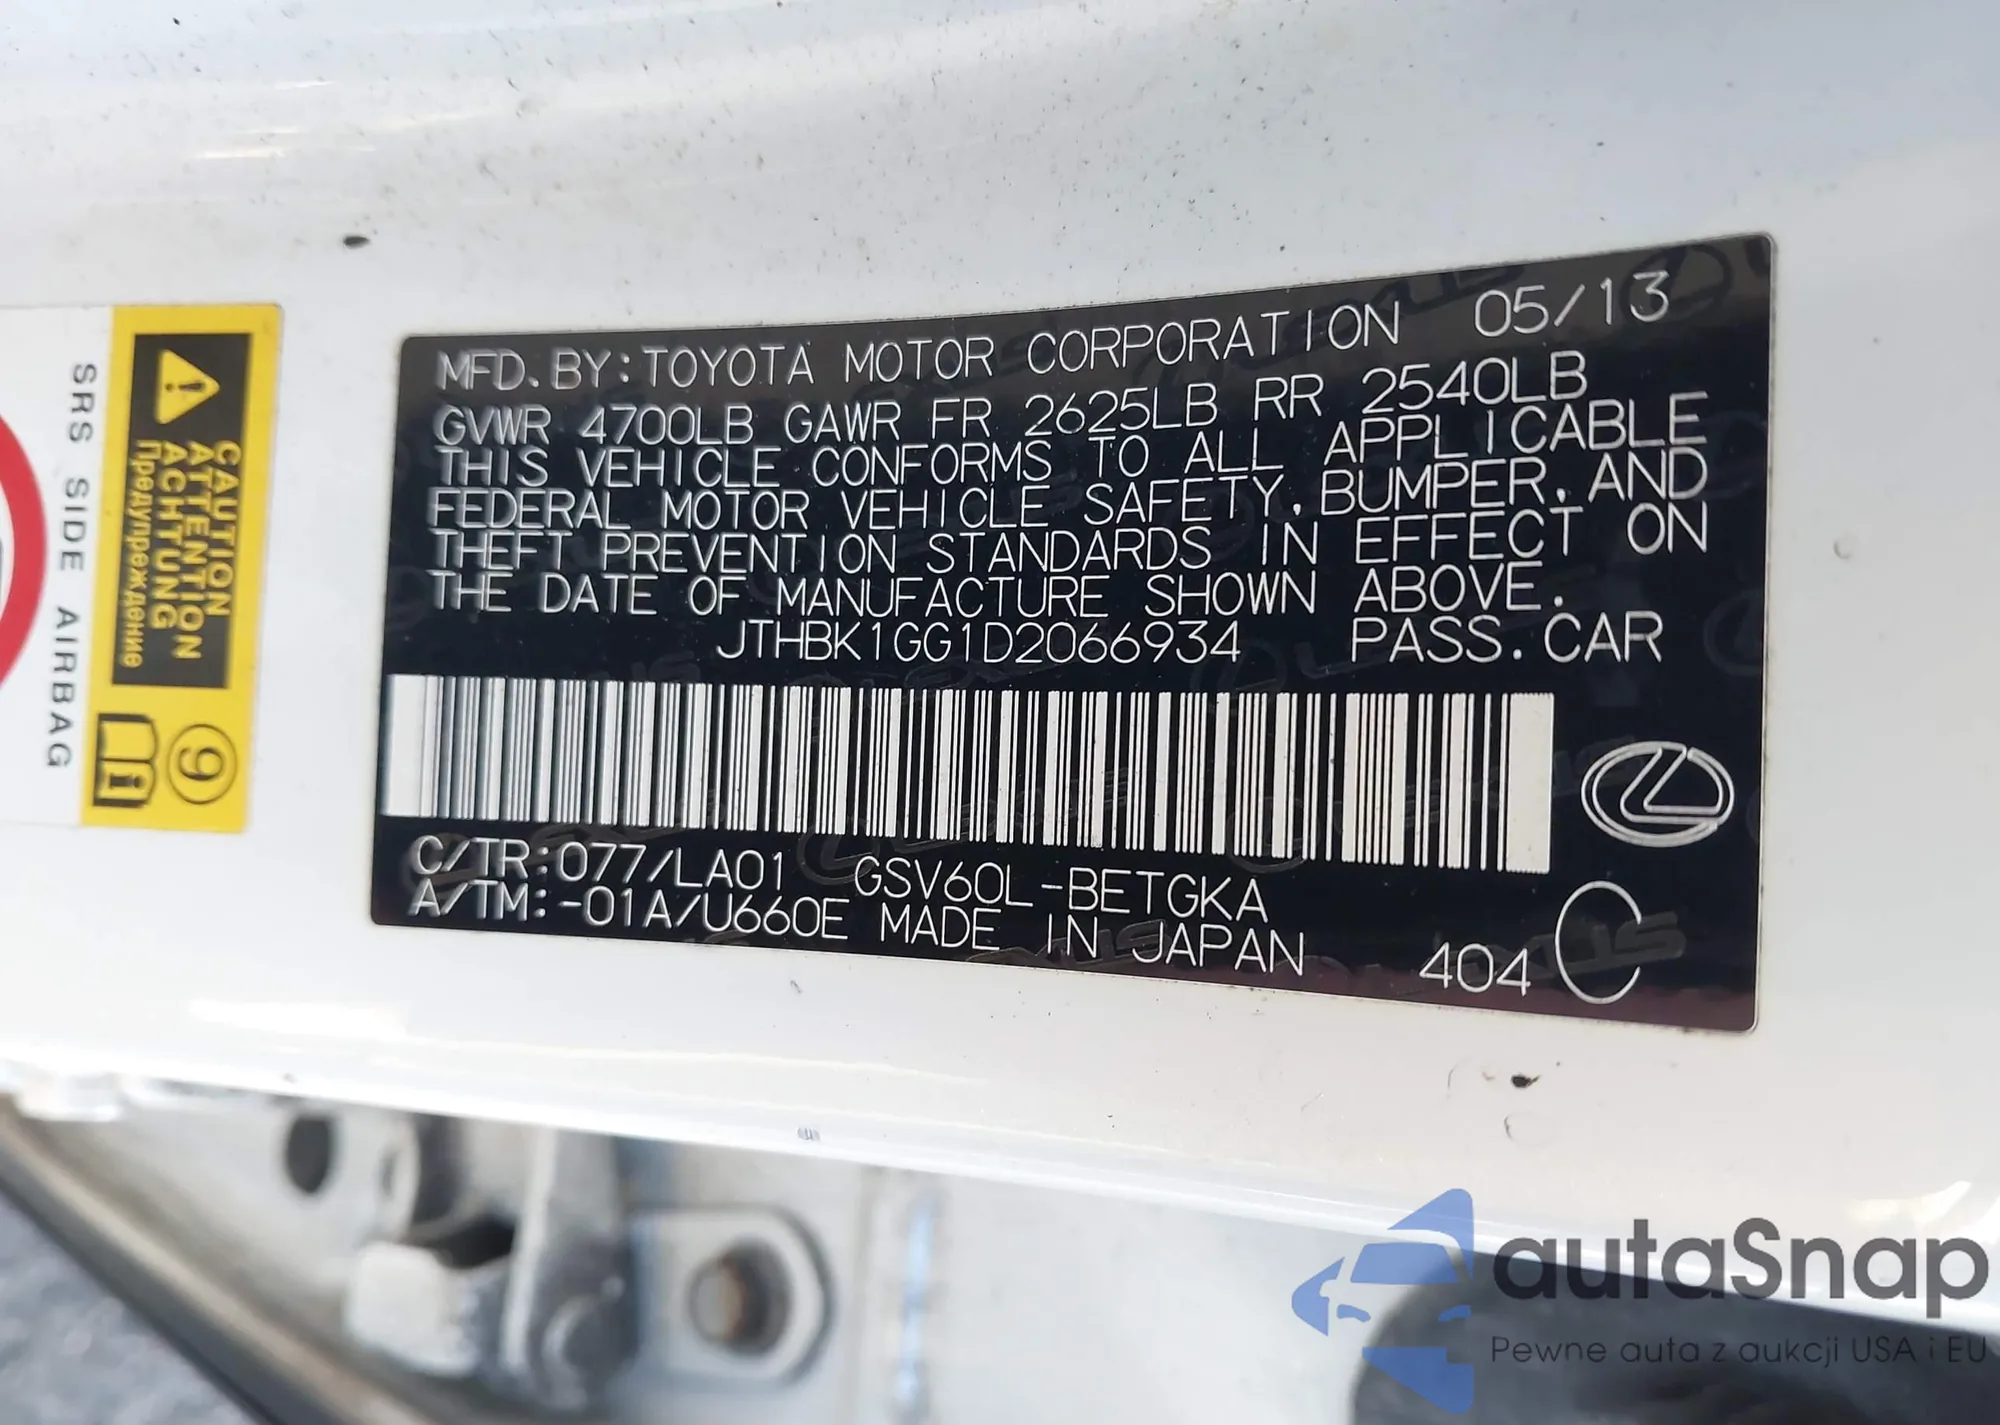 MFD. BY: TOYOTA MOTOR CORPORATION 05/13
GVWR 4700LB GAWR FR 2625LB RR 2540LB
THIS VEHICLE CONFORMS TO ALL APPLICABLE
FEDERAL MOTOR VEHICLE SAFETY, BUMPER, AND
THEFT PREVENTION STANDARDS IN EFFECT ON
THE DATE OF MANUFACTURE SHOWN ABOVE.
JTHBK1GG1D2066934 PASS. CAR
C/TR: 077/LA01 GSV60L-BETGKA
A/TM: -01A/U660E MADE IN JAPAN
404 C
CAUTION
ATTENTION
ACHTUNG
Предупреждение
9
SRS SIDE AIRBAG
autaSnap
Pewne auta z aukcji USA i EU